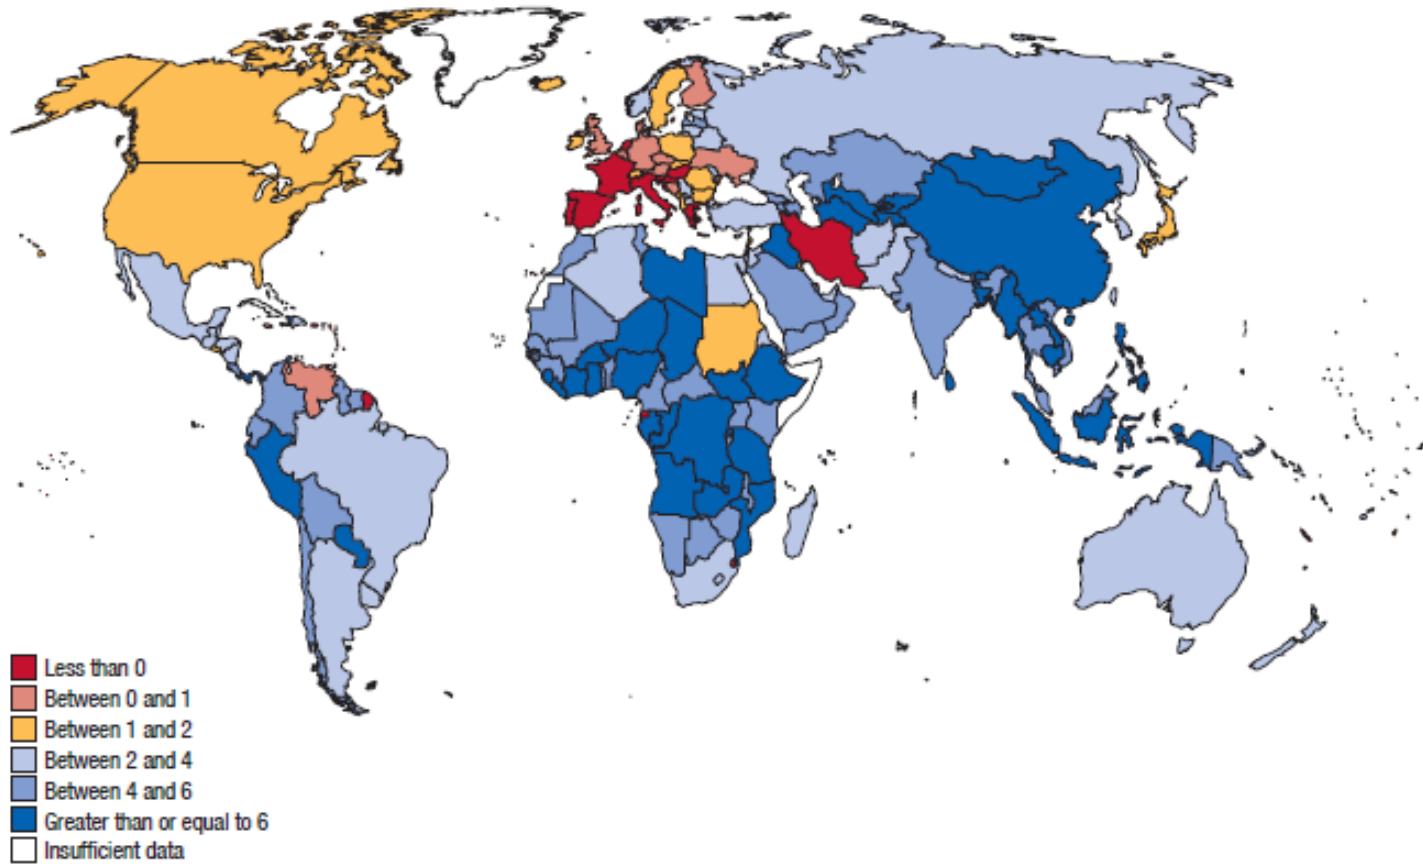 Less than 0
Between 0 and 1
Between 1 and 2
Between 2 and 4
Between 4 and 6
Greater than or equal to 6
Insufficient data